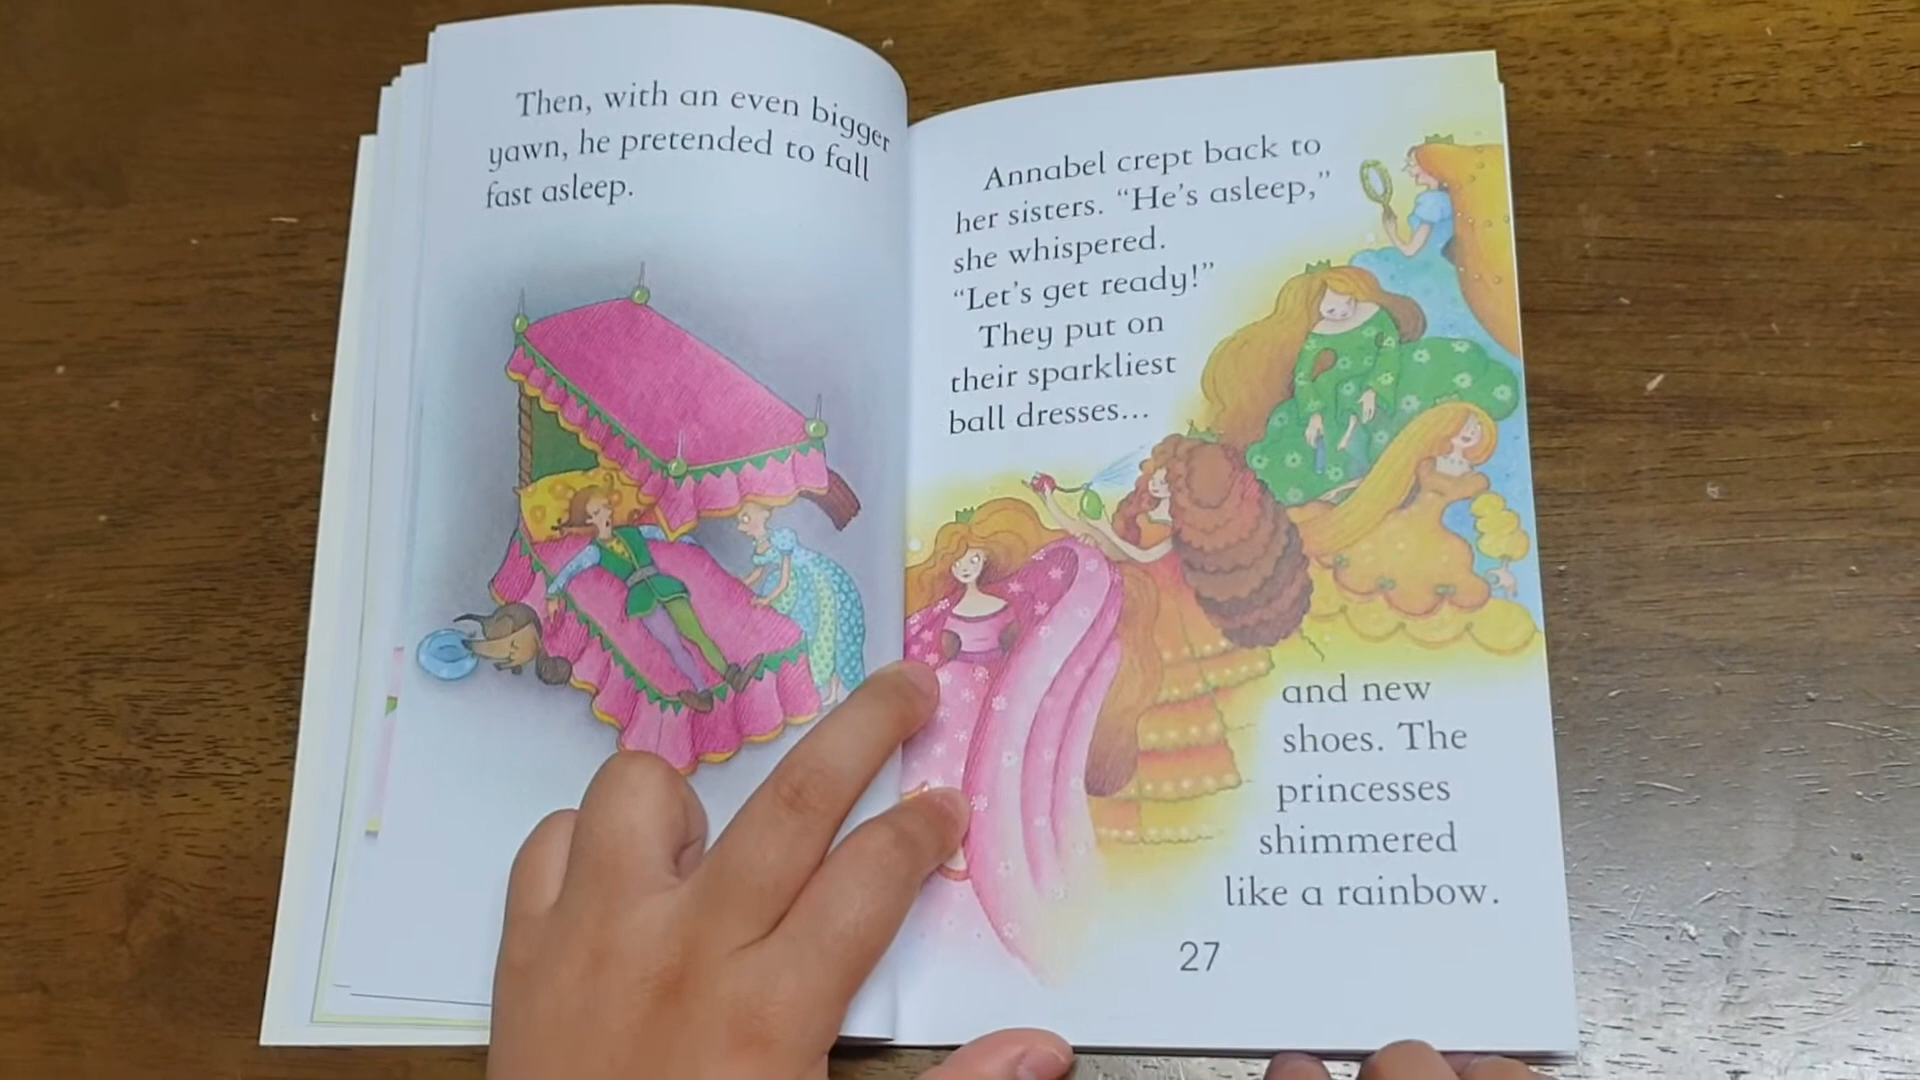 Then, with an even bigger
yawn, he pretended to fall
fast asleep.
Annabel crept back to
her sisters. “He’s asleep,”
she whispered.
“Let’s get ready!”
They put on
their sparkliest
ball dresses...
and new
shoes. The
princesses
shimmered
like a rainbow.
27